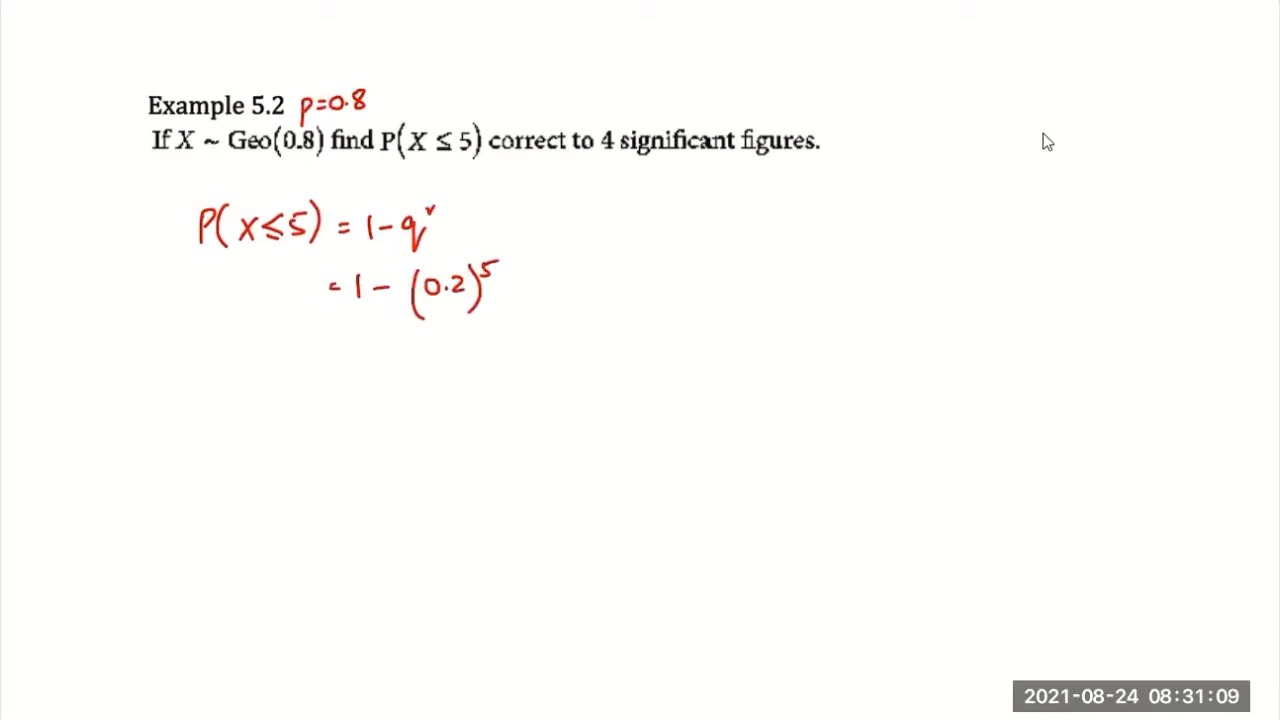 Example 5.2 p=0.8
If X ~ Geo(0.8) find P(X ≤ 5) correct to 4 significant figures.
P(X≤5) = 1-q^r
= 1 - (0.2)^5
2021-08-24 08:31:09